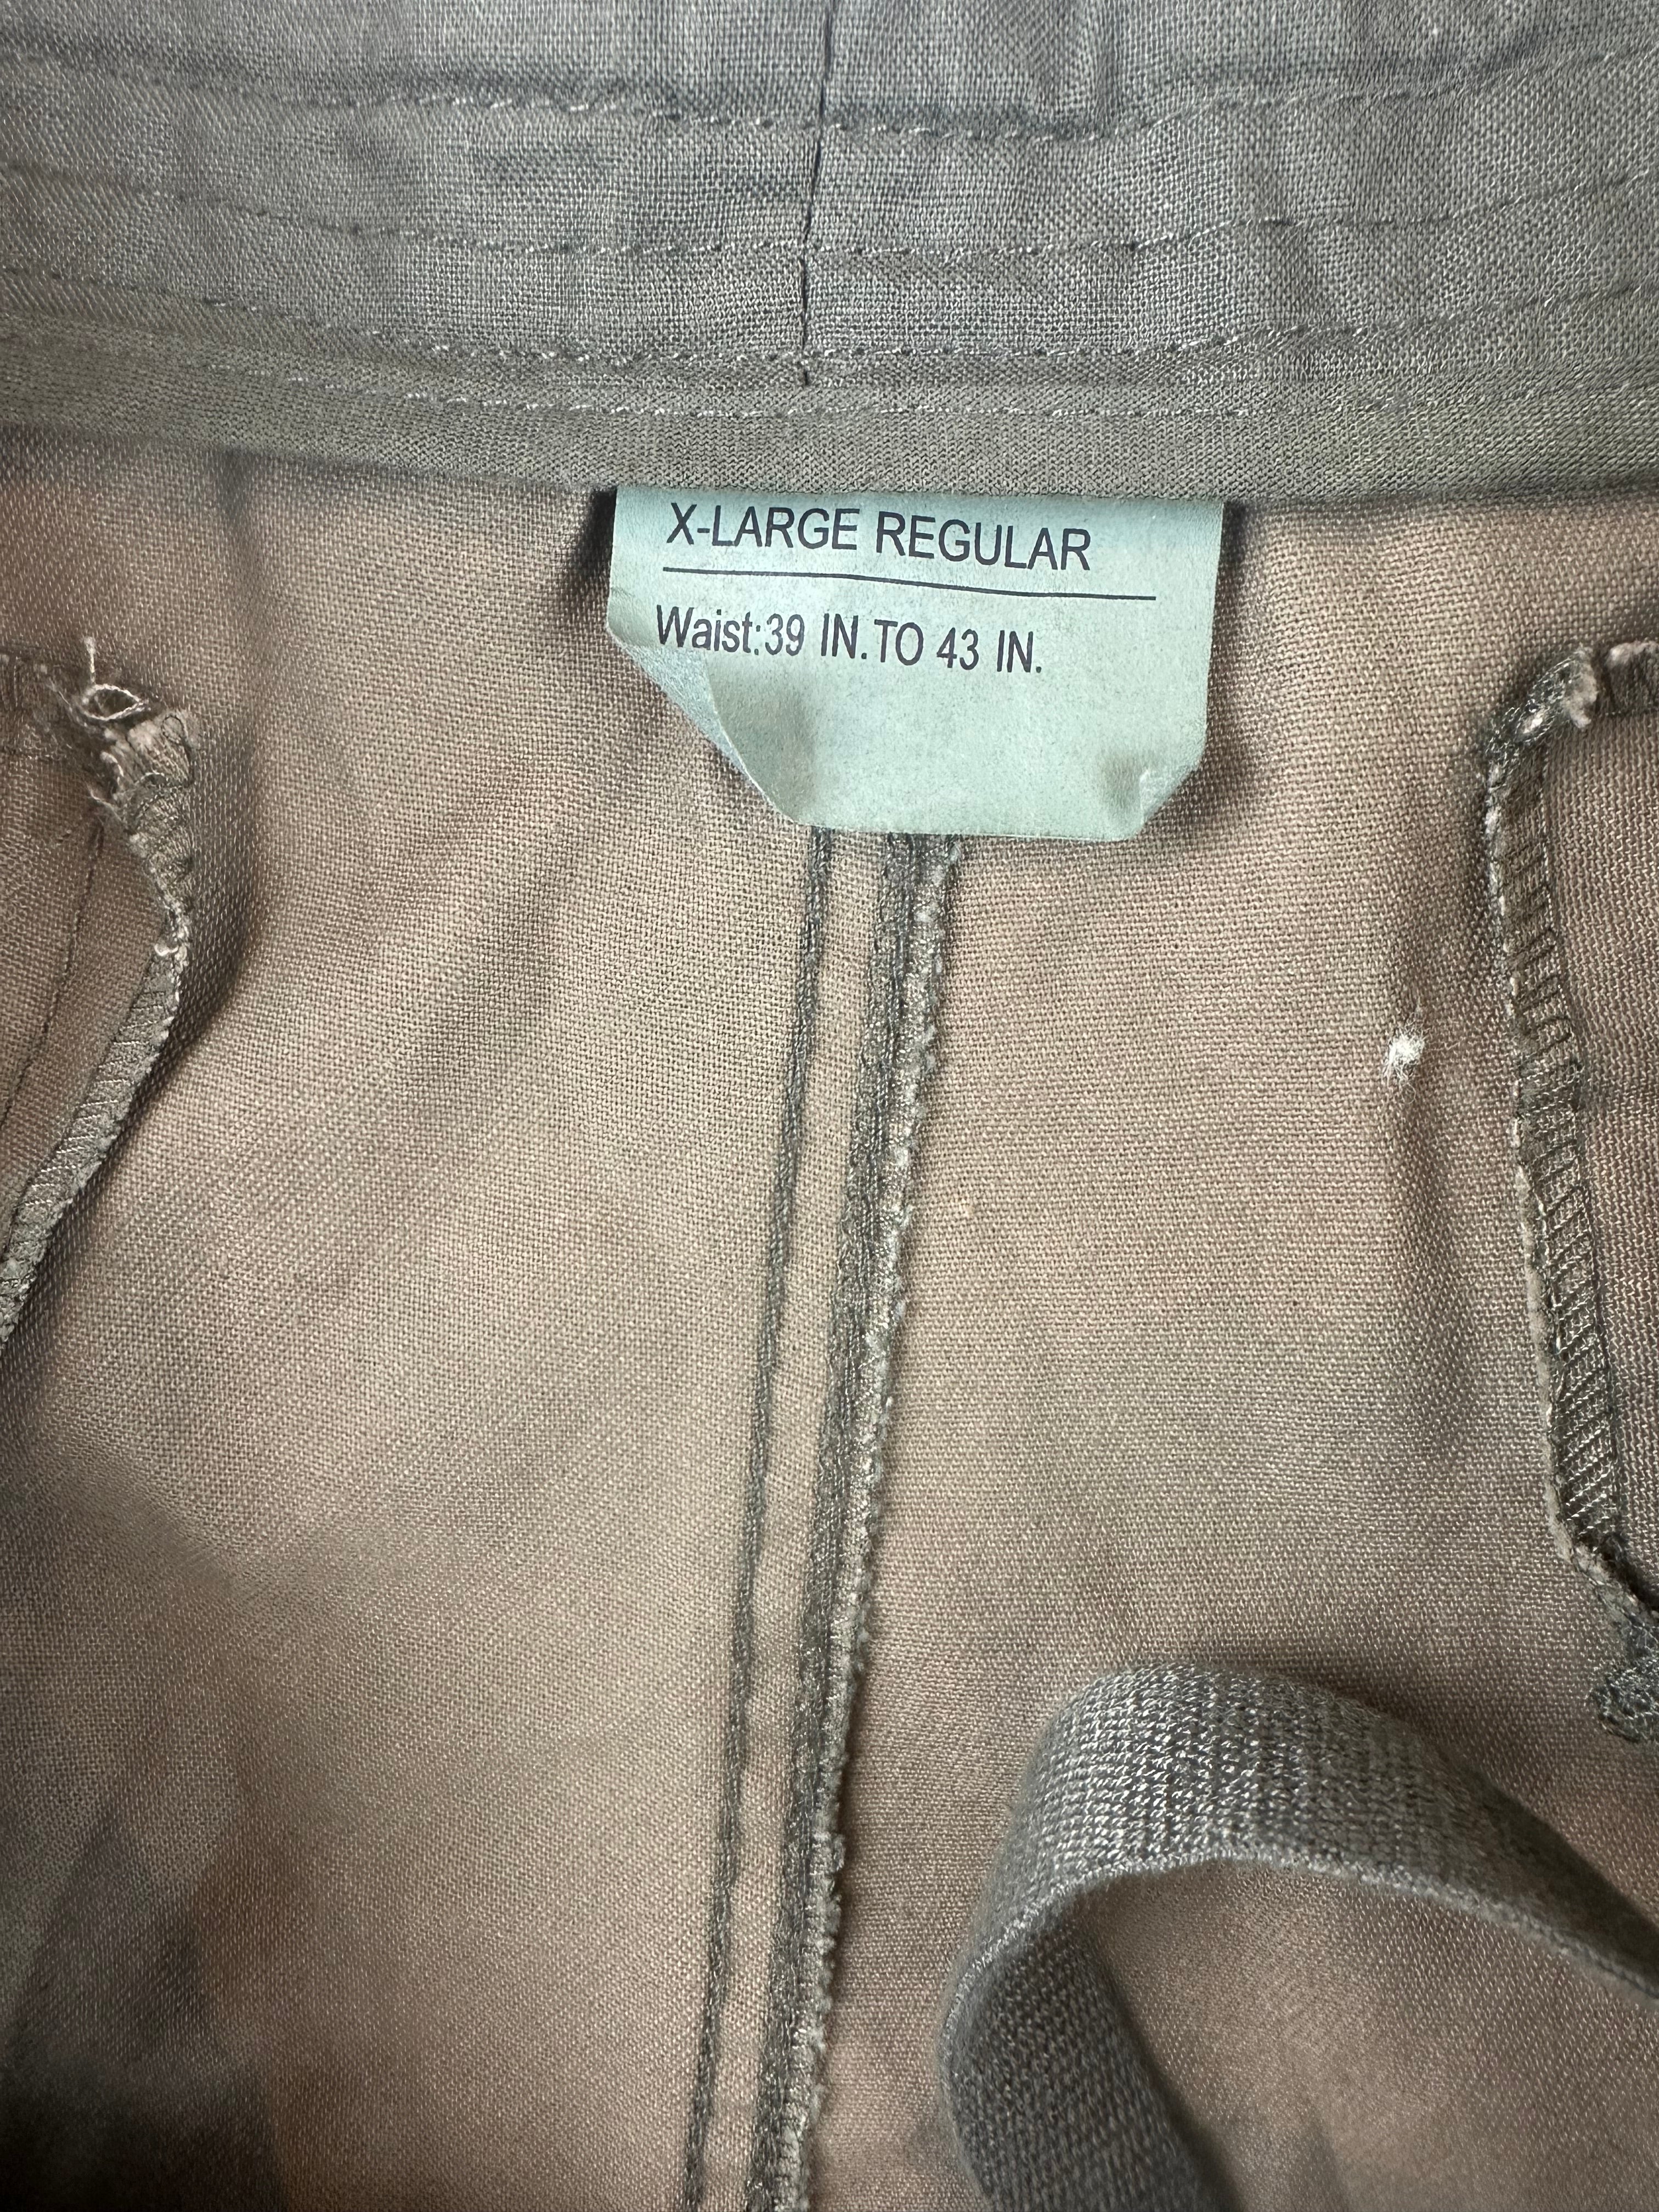 X-LARGE REGULAR
Waist:39 IN.TO 43 IN.